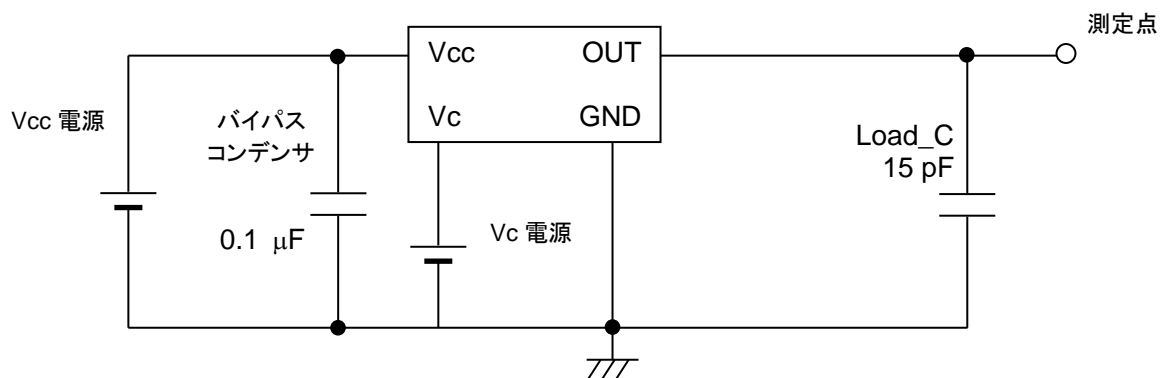 測定点
Vcc OUT
Vc GND
Vcc 電源
バイパス
コンデンサ
0.1 μF
Vc 電源
Load_C
15 pF